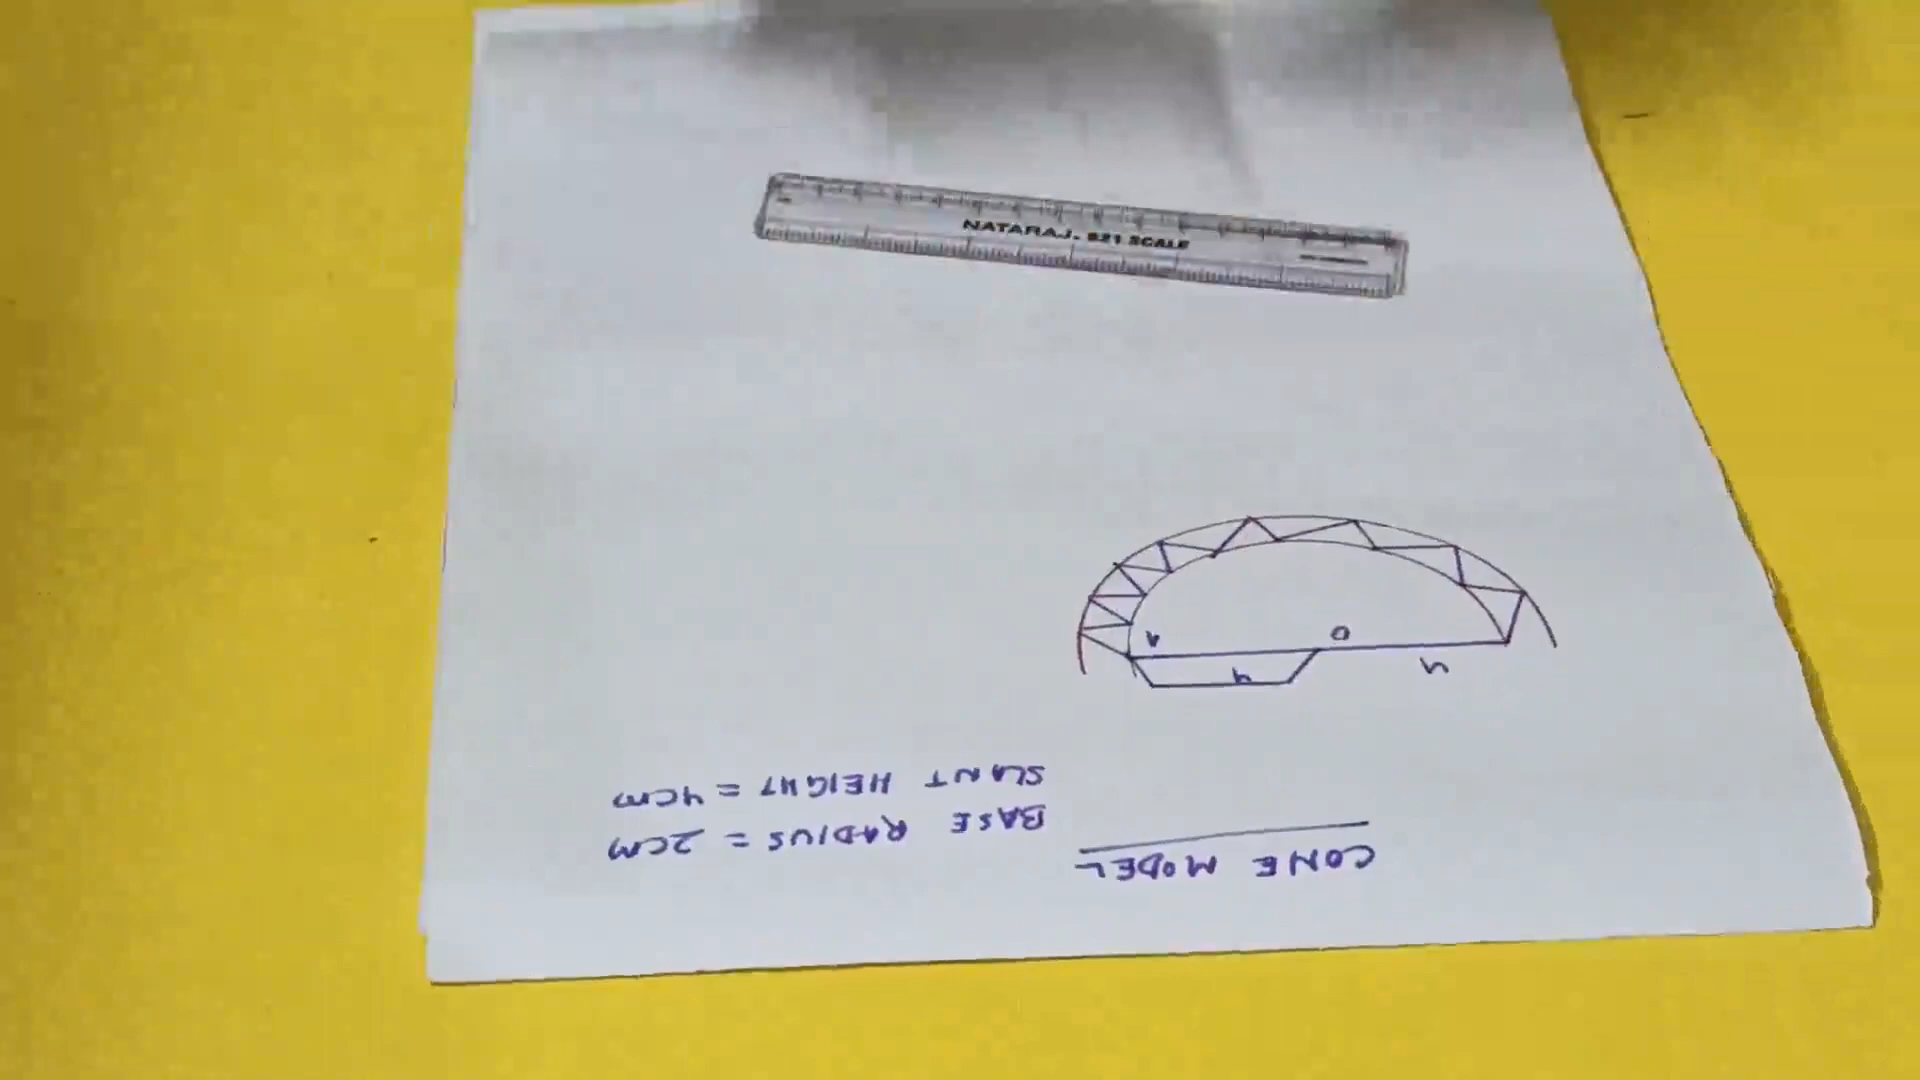 CONE MODEL
BASE RADIUS = 2CM
SLANT HEIGHT = 4CM
4
4
O
A
NATARAJ. 621 SCALE